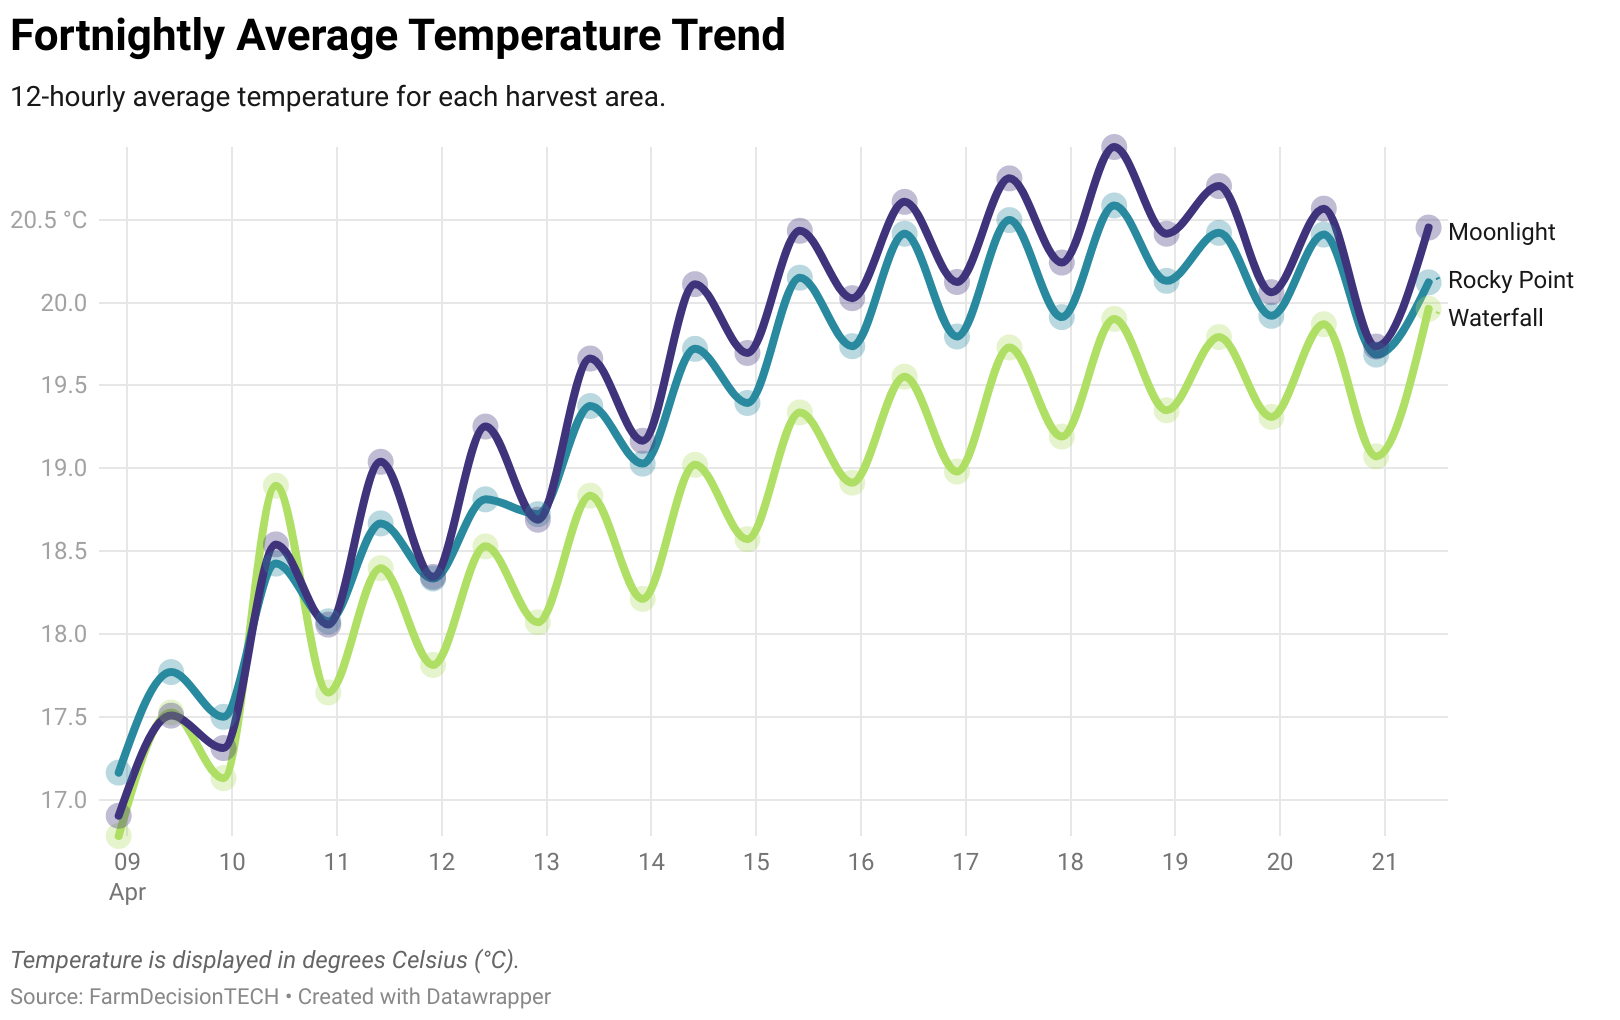 Fortnightly Average Temperature Trend
12-hourly average temperature for each harvest area.
20.5 °C
20.0
19.5
19.0
18.5
18.0
17.5
17.0
Moonlight
Rocky Point
Waterfall
09 10 11 12 13 14 15 16 17 18 19 20 21
Apr
Temperature is displayed in degrees Celsius (°C).
Source: FarmDecisionTECH • Created with Datawrapper